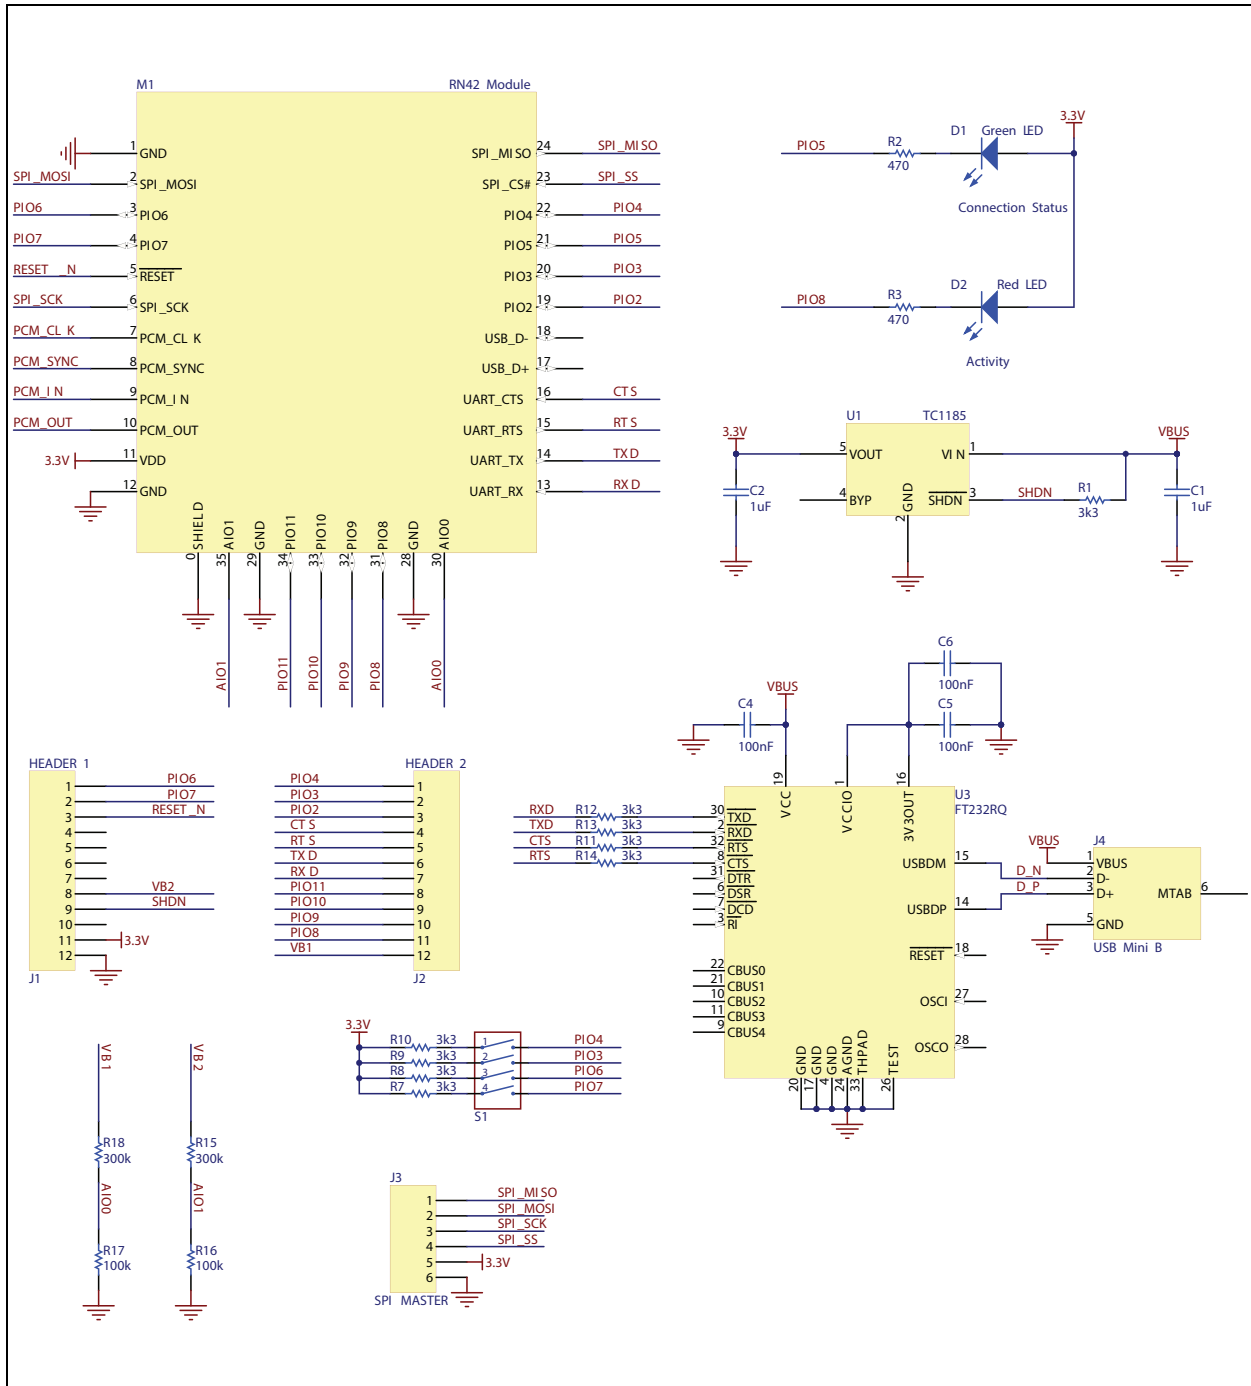 M1 RN42 Module
1 GND
SPI_MOSI 2 SPI_MOSI
PIO6 3 PIO6
PIO7 4 PIO7
RESET _N 5 RESET
SPI_SCK 6 SPI_SCK
PCM_CL K 7 PCM_CL K
PCM_SYNC 8 PCM_SYNC
PCM_I N 9 PCM_I N
PCM_OUT 10 PCM_OUT
3.3V 11 VDD
12 GND
SPI_MISO 24 SPI_MISO
SPI_CS# 23 SPI_SS
PIO4 22 PIO4
PIO5 21 PIO5
PIO3 20 PIO3
PIO2 19 PIO2
USB_D- 18
USB_D+ 17
UART_CTS 16 CTS
UART_RTS 15 RTS
UART_TX 14 TXD
UART_RX 13 RXD
0 SHIELD
35 AIO1 AIO1
29 GND
34 PIO11 PIO11
33 PIO10 PIO10
32 PIO9 PIO9
31 PIO8 PIO8
28 GND
30 AIO0 AIO0
3.3V
PIO5 R2 470 D1 Green LED
Connection Status
PIO8 R3 470 D2 Red LED
Activity
U1 TC1185
3.3V 5 VOUT VIN 1 VBUS
C2 1uF 4 BYP SHDN 3 SHDN R1 3k3 C1 1uF
2 GND
C6
100nF
VBUS
C4 C5
100nF 100nF
19 VCC
1 VCCIO
16 3V3OUT
U3
FT232RQ
RXD R12 3k3 30 TXD
TXD R13 3k3 2 RXD
CTS R11 3k3 32 RTS
RTS R14 3k3 8 CTS
31 DTR
6 DSR
7 DCD
3 RI
22 CBUS0
21 CBUS1
10 CBUS2
11 CBUS3
9 CBUS4
USBDM 15 D_N
USBDP 14 D_P
RESET 18
OSCI 27
OSCO 28
20 GND
17 GND
4 GND
24 AGND
33 THPAD
26 TEST
VBUS J4
1 VBUS
2 D-
3 D+
5 GND
MTAB 6
USB Mini B
HEADER 1
1 PIO6
2 PIO7
3 RESET_N
4
5
6
7
8 VB2
9 SHDN
10
11 3.3V
12
J1
HEADER 2
PIO4 1
PIO3 2
PIO2 3
CTS 4
RTS 5
TXD 6
RXD 7
PIO11 8
PIO10 9
PIO9 10
PIO8 11
VB1 12
J2
3.3V
R10 3k3 1 PIO4
R9 3k3 2 PIO3
R8 3k3 3 PIO6
R7 3k3 4 PIO7
S1
VB1
R18
300k
AIO0
R17
100k
VB2
R15
300k
AIO1
R16
100k
J3
1 SPI_MISO
2 SPI_MOSI
3 SPI_SCK
4 SPI_SS
5 3.3V
6
SPI MASTER